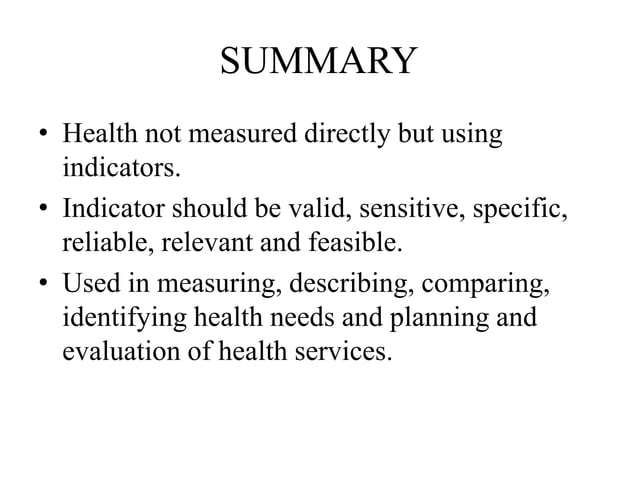 SUMMARY
• Health not measured directly but using
indicators.
• Indicator should be valid, sensitive, specific,
reliable, relevant and feasible.
• Used in measuring, describing, comparing,
identifying health needs and planning and
evaluation of health services.